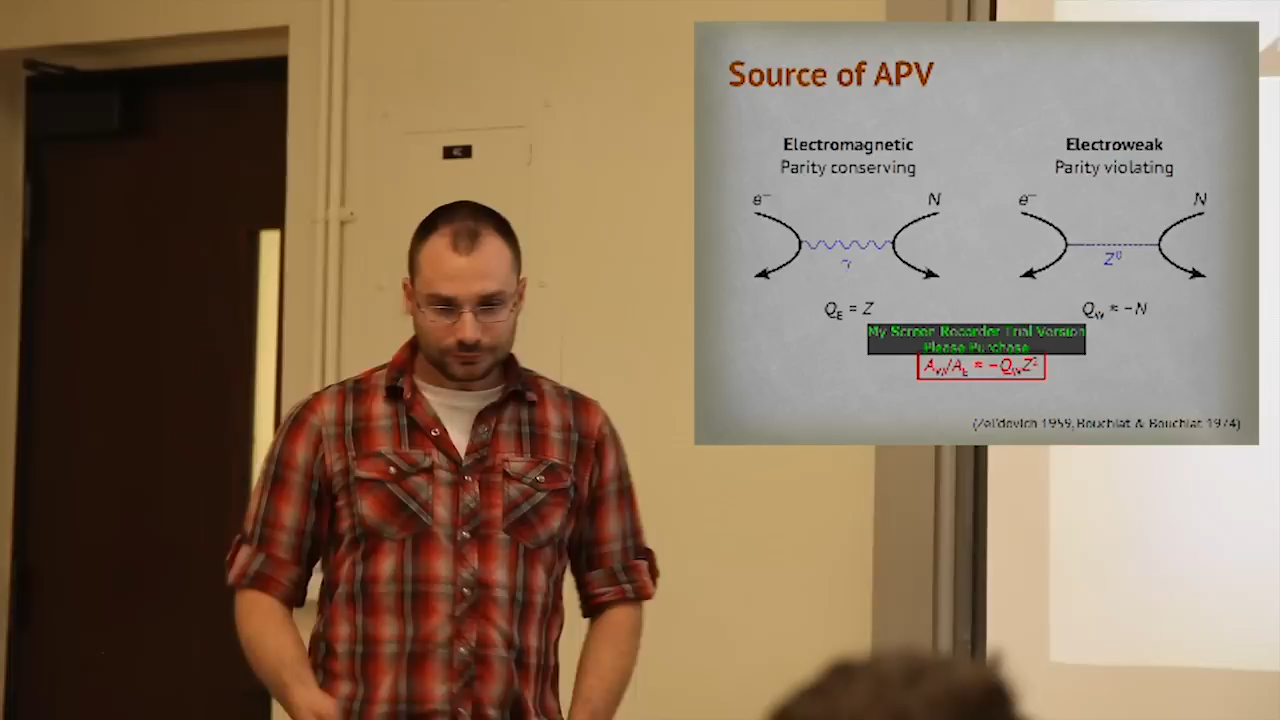 Source of APV
Electromagnetic
Parity conserving
Electroweak
Parity violating
e⁻
N
e⁻
N
γ
Z⁰
Q_E = Z
Q_W ≈ −N
My Screen Recorder Trial Version
Please Purchase
A_W/A_E ≈ −Q_W Z²
(Zel'dovich 1959, Bouchiat & Bouchiat 1974)